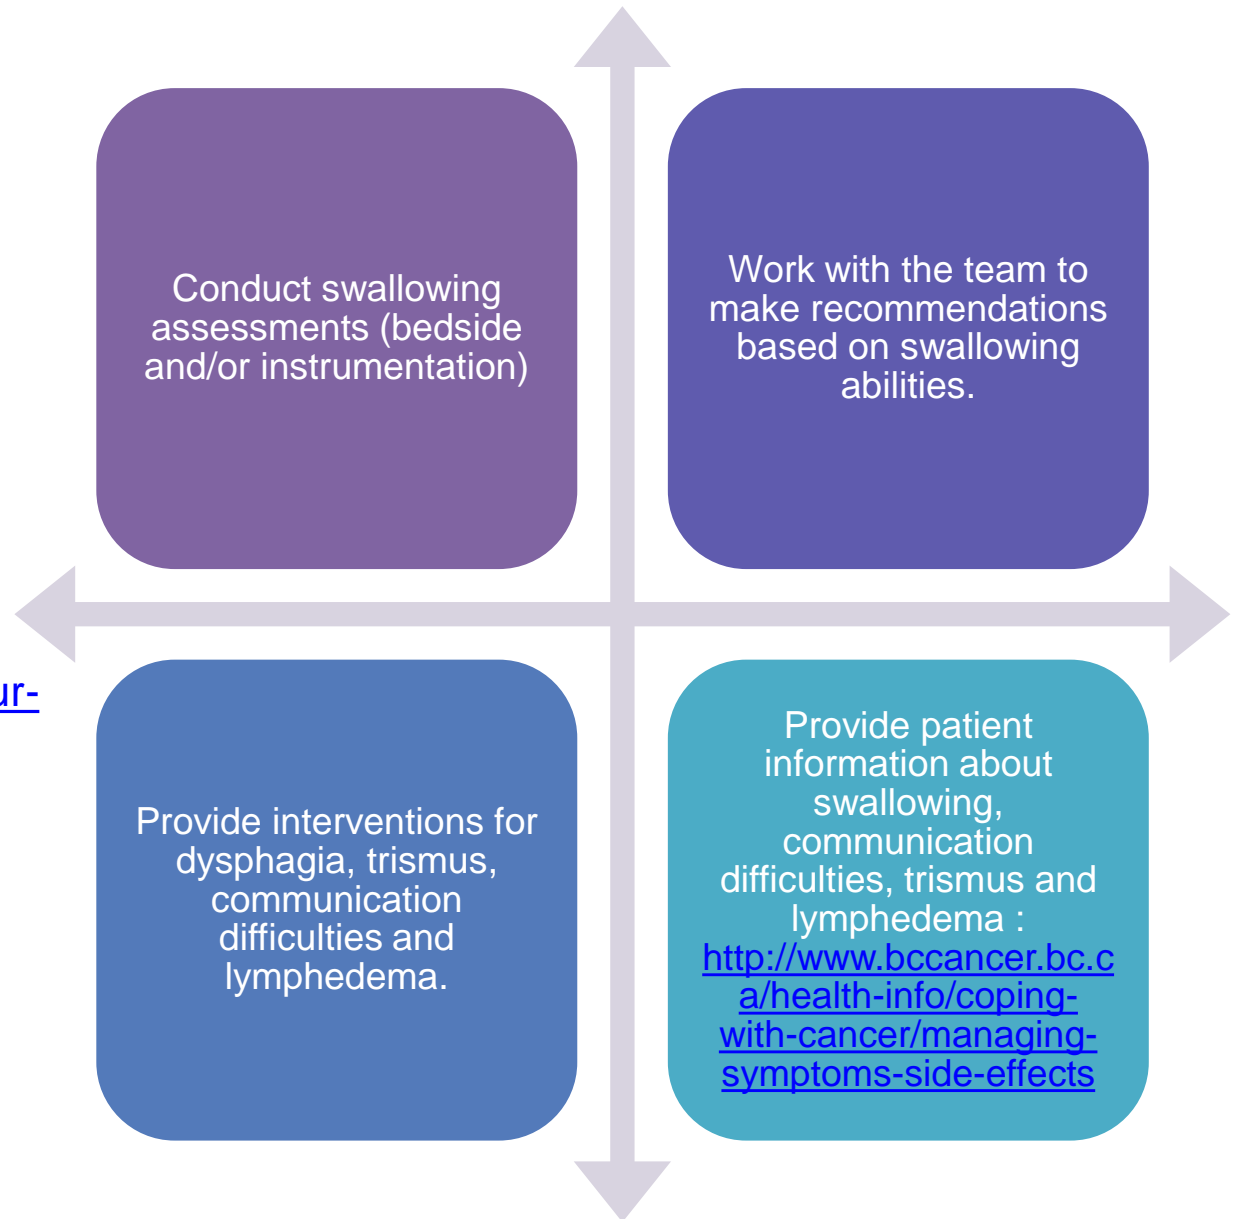 Conduct swallowing
assessments (bedside
and/or instrumentation)
Work with the team to
make recommendations
based on swallowing
abilities.
ur-
Provide interventions for
dysphagia, trismus,
communication
difficulties and
lymphedema.
Provide patient
information about
swallowing,
communication
difficulties, trismus and
lymphedema :
http://www.bccancer.bc.c
a/health-info/coping-
with-cancer/managing-
symptoms-side-effects